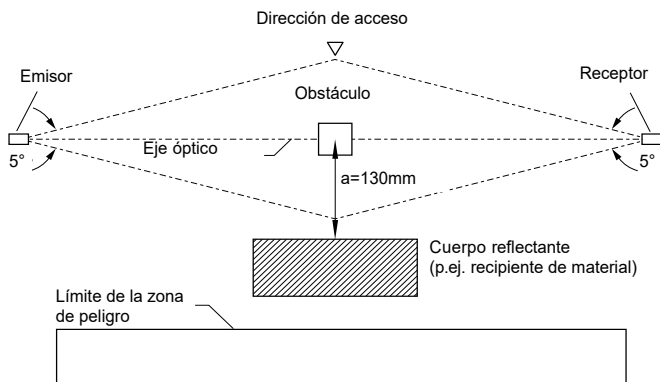 Dirección de acceso
Emisor
Receptor
Obstáculo
5°
Eje óptico
5°
a=130mm
Cuerpo reflectante
(p.ej. recipiente de material)
Límite de la zona
de peligro